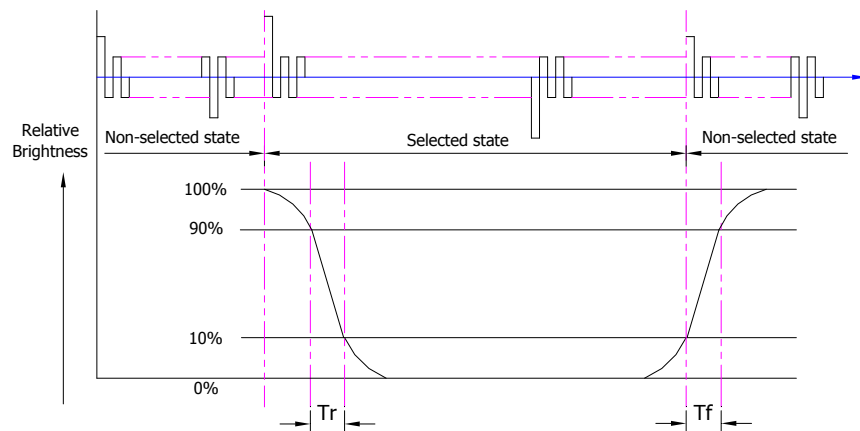 Relative
Brightness
Non-selected state
Selected state
Non-selected state
100%
90%
10%
0%
Tr
Tf